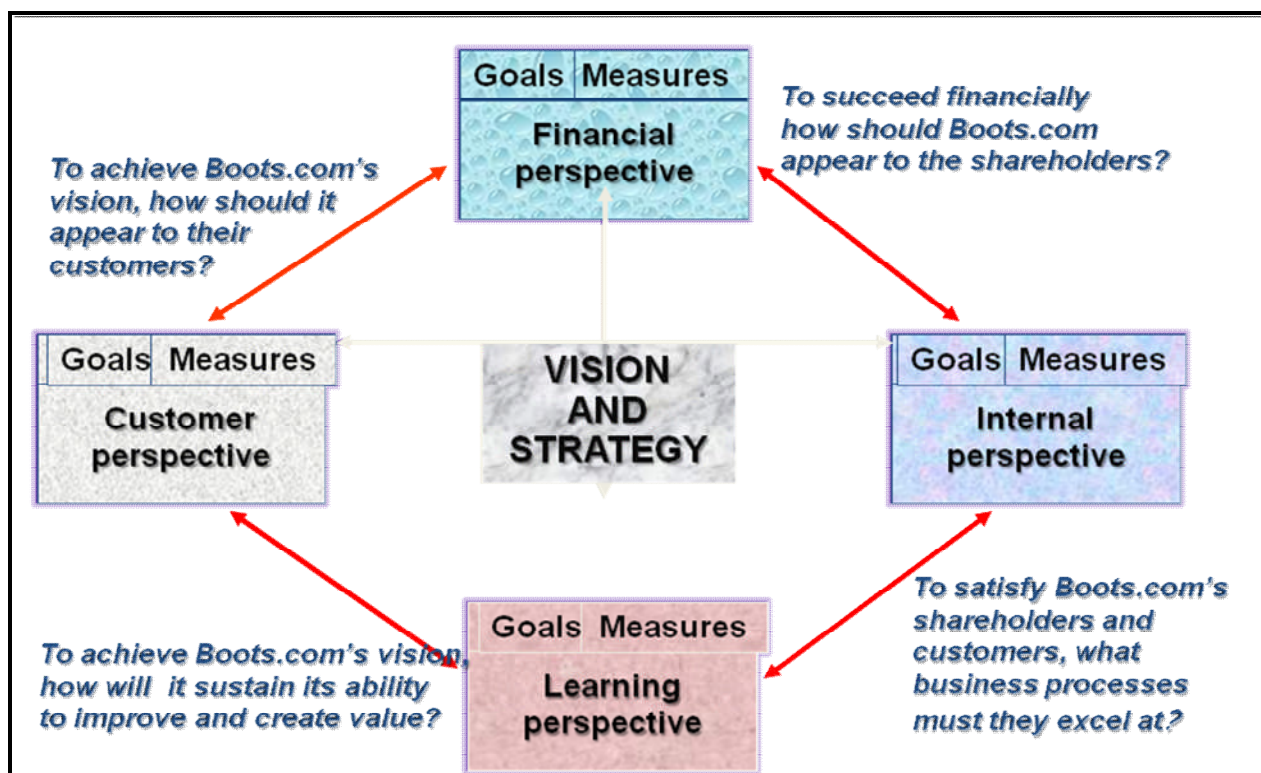 Goals Measures
Financial
perspective
To succeed financially
how should Boots.com
appear to the shareholders?
To achieve Boots.com's
vision, how should it
appear to their
customers?
Goals Measures
Customer
perspective
VISION
AND
STRATEGY
Goals Measures
Internal
perspective
To achieve Boots.com's vision,
how will it sustain its ability
to improve and create value?
Goals Measures
Learning
perspective
To satisfy Boots.com's
shareholders and
customers, what
business processes
must they excel at?